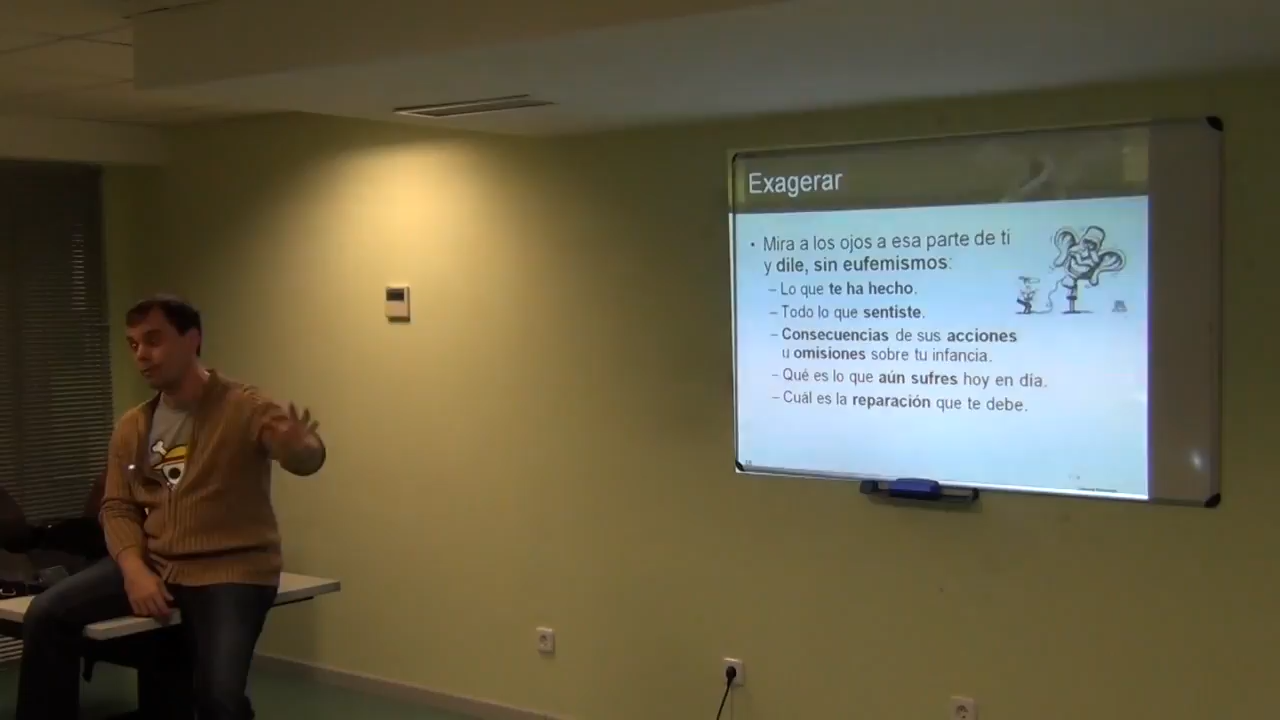 Exagerar
• Mira a los ojos a esa parte de ti
y dile, sin eufemismos:
– Lo que te ha hecho.
– Todo lo que sentiste.
– Consecuencias de sus acciones
u omisiones sobre tu infancia.
– Qué es lo que aún sufres hoy en día.
– Cuál es la reparación que te debe.